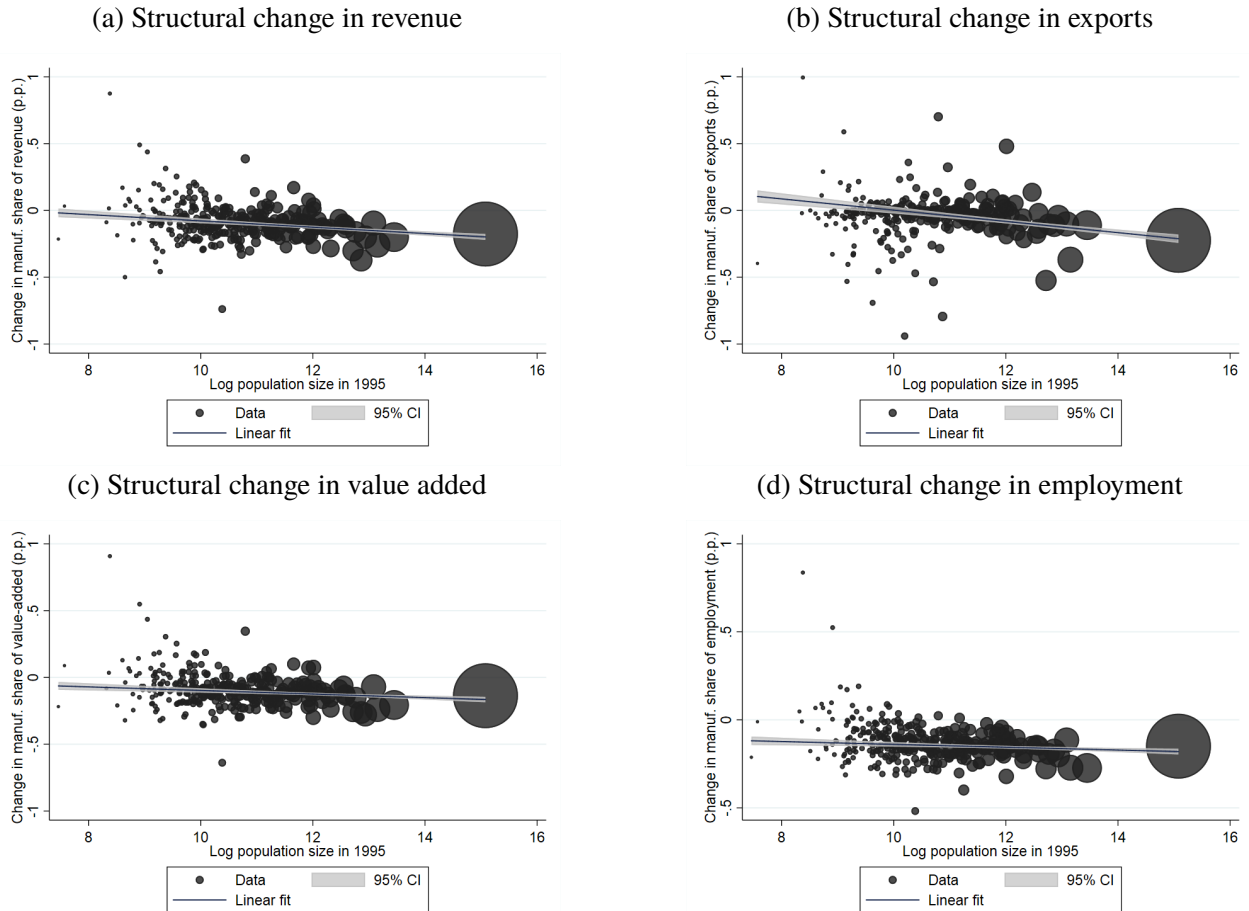 (a) Structural change in revenue
Change in manuf. share of revenue (p.p.)
1
.5
0
-.5
-1
8 10 12 14 16
Log population size in 1995
Data 95% CI
Linear fit
(b) Structural change in exports
Change in manuf. share of exports (p.p.)
1
.5
0
-.5
-1
8 10 12 14 16
Log population size in 1995
Data 95% CI
Linear fit
(c) Structural change in value added
Change in manuf. share of value-added (p.p.)
1
.5
0
-.5
-1
8 10 12 14 16
Log population size in 1995
Data 95% CI
Linear fit
(d) Structural change in employment
Change in manuf. share of employment (p.p.)
1
.5
0
-.5
8 10 12 14 16
Log population size in 1995
Data 95% CI
Linear fit